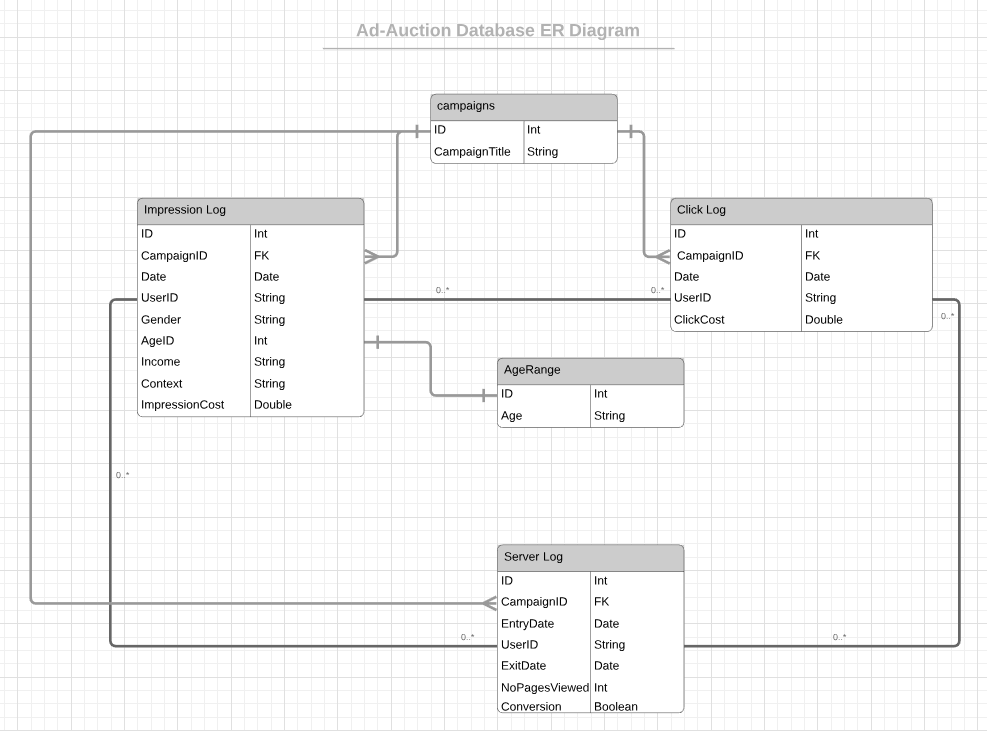 Ad-Auction Database ER Diagram
campaigns
ID Int
CampaignTitle String
Impression Log
ID Int
CampaignID FK
Date Date
UserID String
Gender String
AgeID Int
Income String
Context String
ImpressionCost Double
Click Log
ID Int
CampaignID FK
Date Date
UserID String
ClickCost Double
0..*
0..*
0..*
AgeRange
ID Int
Age String
0..*
Server Log
ID Int
CampaignID FK
EntryDate Date
UserID String
ExitDate Date
NoPagesViewed Int
Conversion Boolean
0..*
0..*